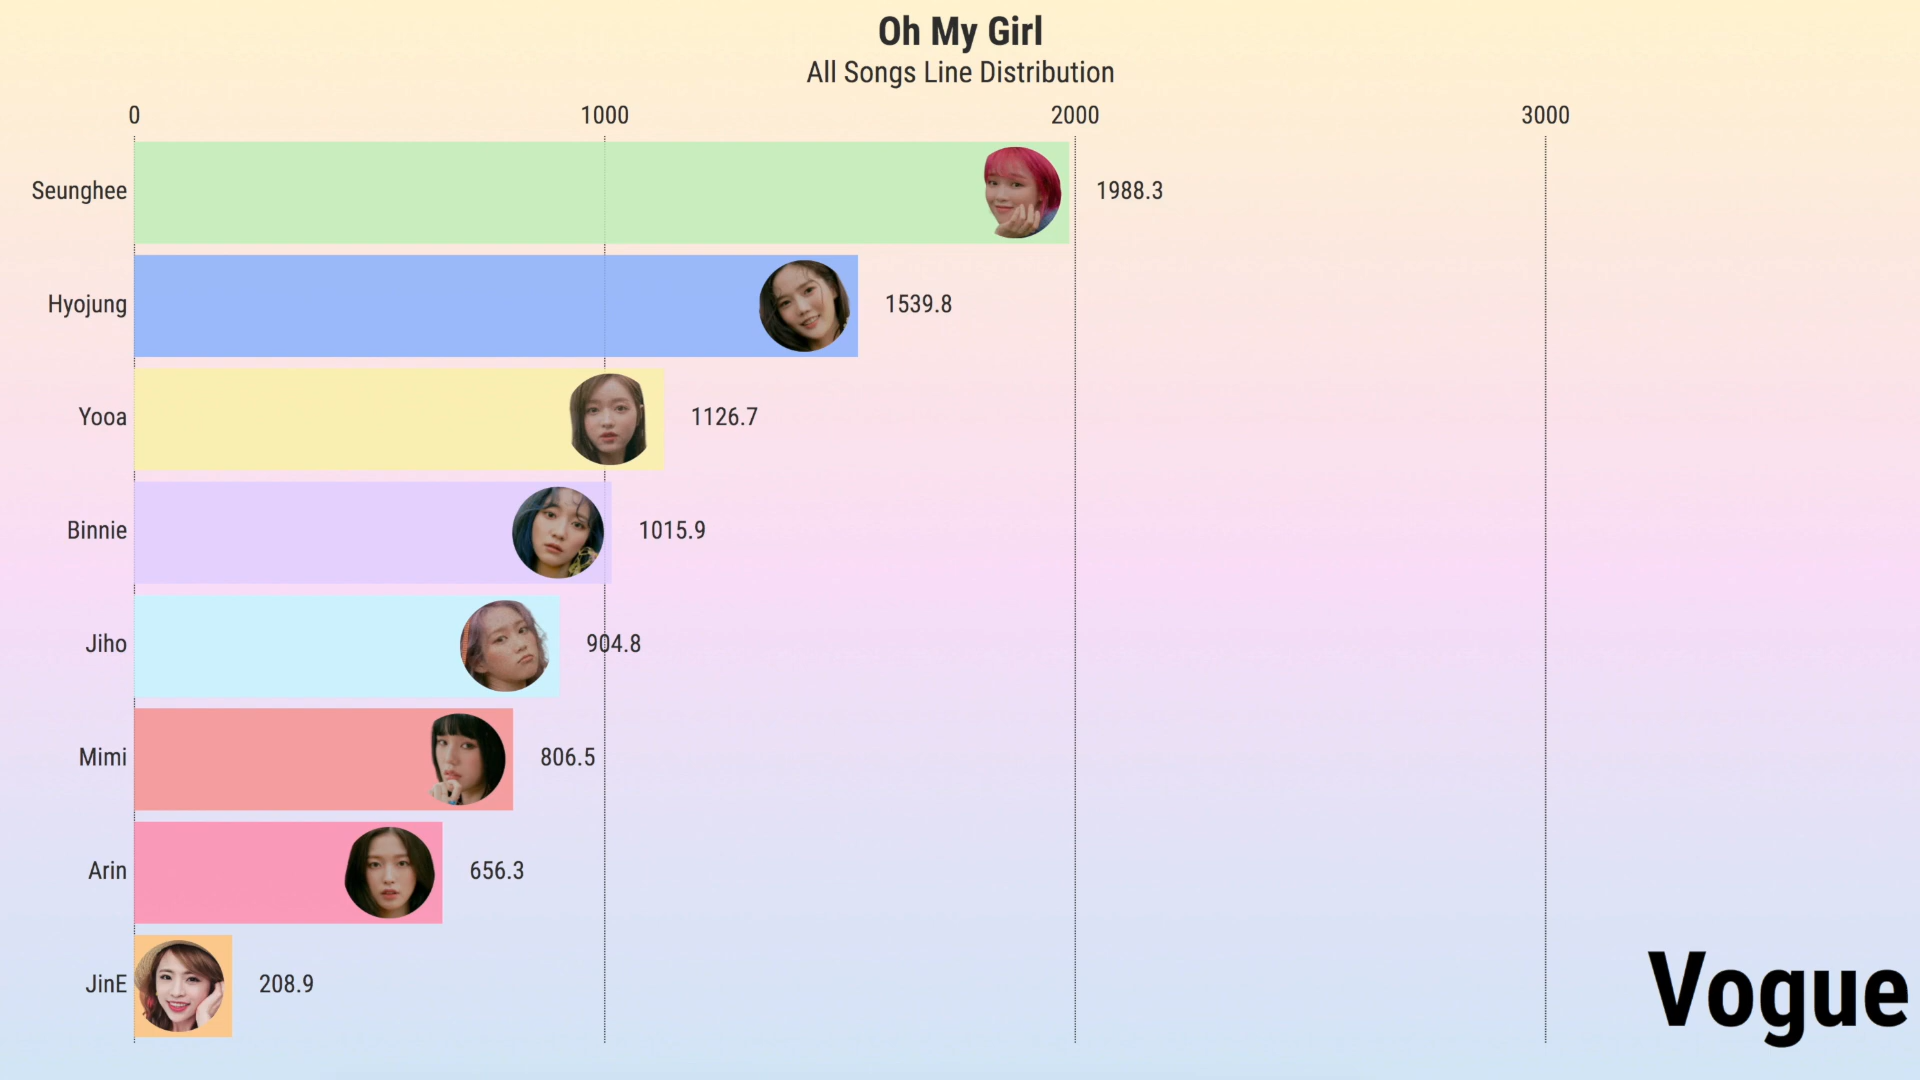 Oh My Girl
All Songs Line Distribution
0 1000 2000 3000
Seunghee 1988.3
Hyojung 1539.8
Yooa 1126.7
Binnie 1015.9
Jiho 904.8
Mimi 806.5
Arin 656.3
JinE 208.9
Vogue